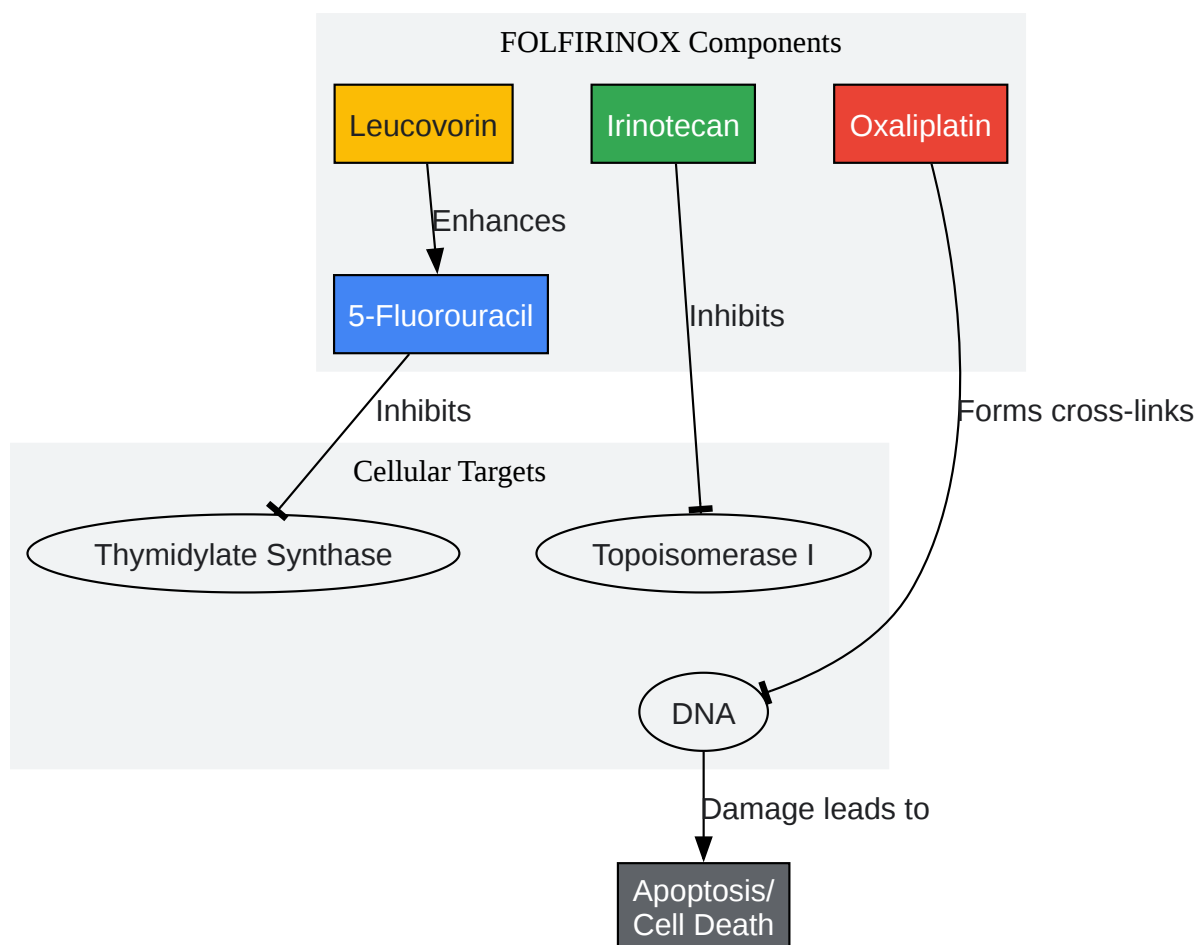 FOLFIRINOX Components
Leucovorin
Irinotecan
Oxaliplatin
Enhances
5-Fluorouracil
Inhibits
Inhibits
Forms cross-links
Cellular Targets
Thymidylate Synthase
Topoisomerase I
DNA
Damage leads to
Apoptosis/
Cell Death